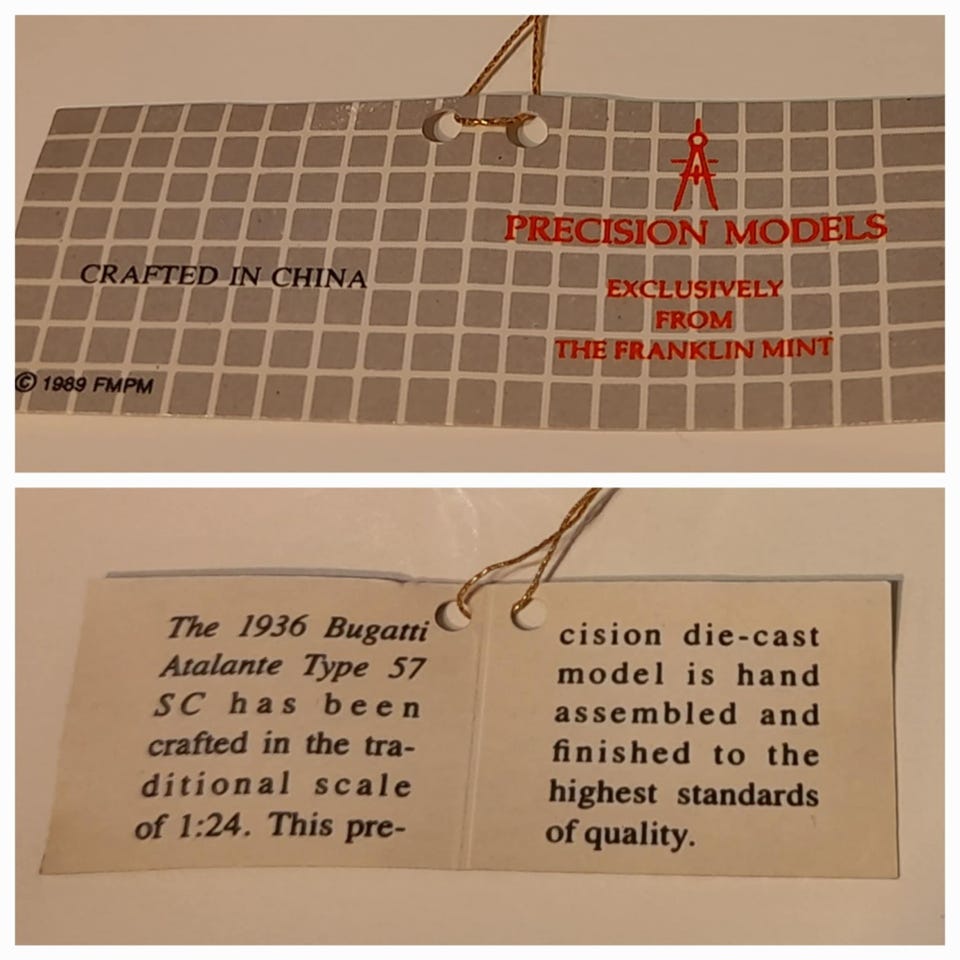 PRECISION MODELS
CRAFTED IN CHINA
EXCLUSIVELY
FROM
THE FRANKLIN MINT
© 1989 FMPM
The 1936 Bugatti
Atalante Type 57
SC has been
crafted in the tra-
ditional scale
of 1:24. This pre-
cision die-cast
model is hand
assembled and
finished to the
highest standards
of quality.